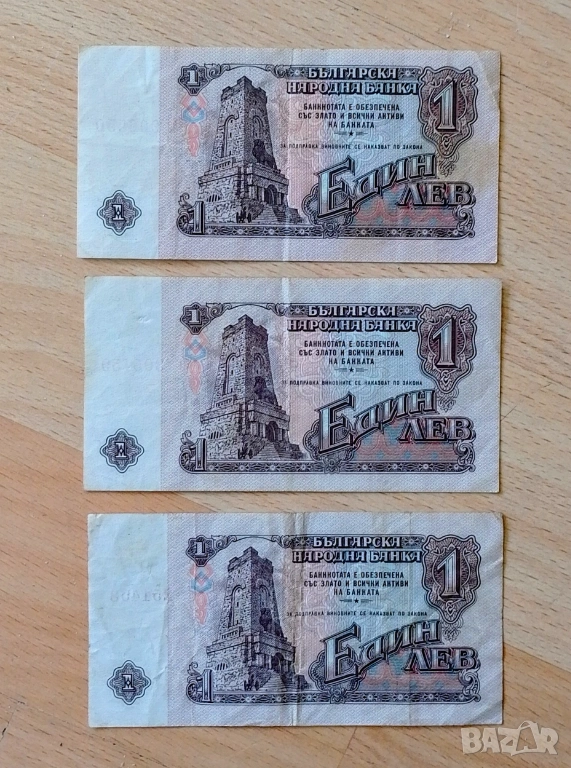 1
БЪЛГАРСКА
НАРОДНА БАНКА
1
БАНКНОТАТА Е ОБЕЗПЕЧЕНА
СЪС ЗЛАТО И ВСИЧКИ АКТИВИ
НА БАНКАТА
ЗА ПОДПРАВКА ВИНОВНИТЕ СЕ НАКАЗВАТ ПО ЗАКОНА
ЕДИН
ЛЕВ
1
1
БЪЛГАРСКА
НАРОДНА БАНКА
1
БАНКНОТАТА Е ОБЕЗПЕЧЕНА
СЪС ЗЛАТО И ВСИЧКИ АКТИВИ
НА БАНКАТА
ЗА ПОДПРАВКА ВИНОВНИТЕ СЕ НАКАЗВАТ ПО ЗАКОНА
ЕДИН
ЛЕВ
1
1
БЪЛГАРСКА
НАРОДНА БАНКА
1
БАНКНОТАТА Е ОБЕЗПЕЧЕНА
СЪС ЗЛАТО И ВСИЧКИ АКТИВИ
НА БАНКАТА
ЗА ПОДПРАВКА ВИНОВНИТЕ СЕ НАКАЗВАТ ПО ЗАКОНА
ЕДИН
ЛЕВ
1
BAZAR